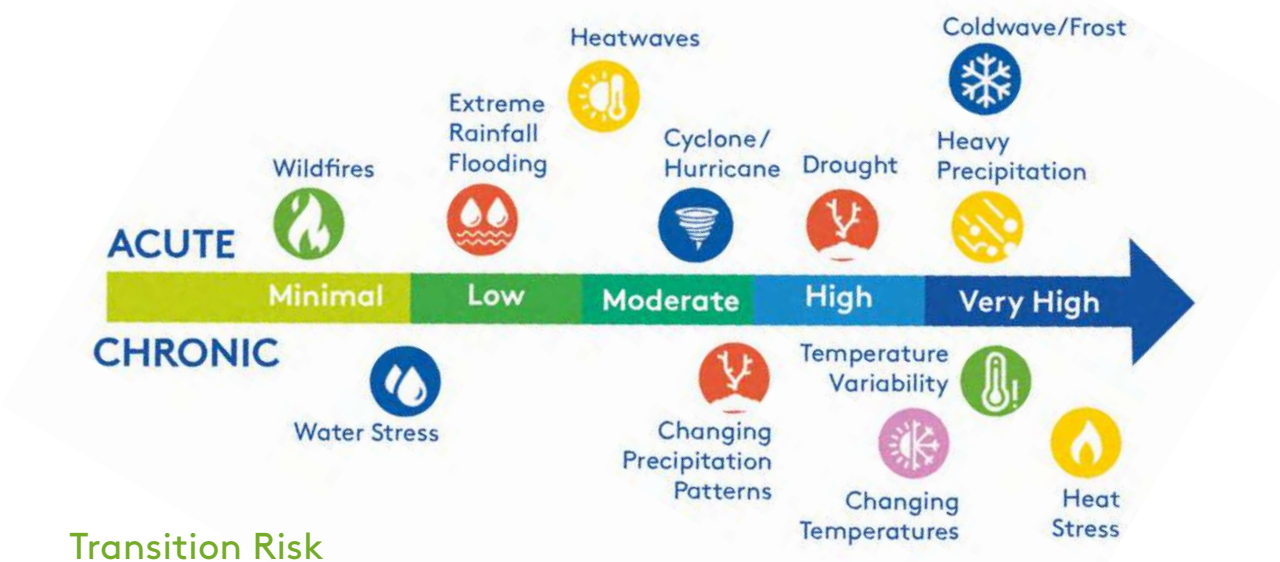 Coldwave/Frost
Heatwaves
Extreme
Rainfall
Flooding
Cyclone/
Hurricane
Drought
Heavy
Precipitation
Wildfires
ACUTE
Minimal
Low
Moderate
High
Very High
CHRONIC
Water Stress
Changing
Precipitation
Patterns
Temperature
Variability
Changing
Temperatures
Heat
Stress
Transition Risk